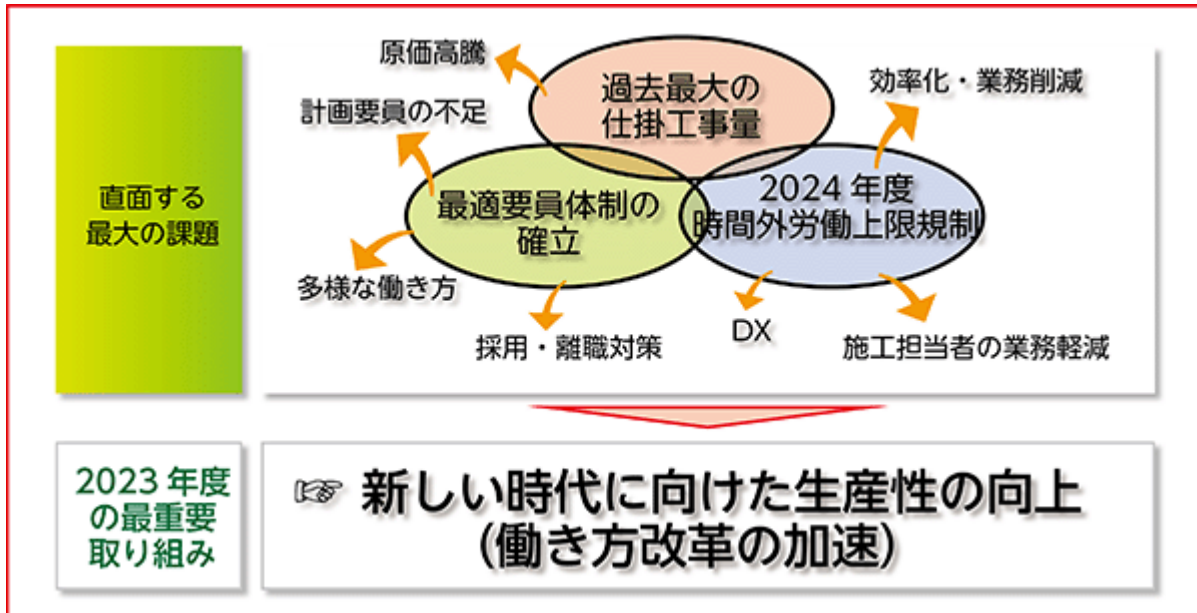 直面する
最大の課題
原価高騰
過去最大の
仕掛工事量
効率化・業務削減
計画要員の不足
最適要員体制の
確立
2024 年度
時間外労働上限規制
多様な働き方
採用・離職対策
DX
施工担当者の業務軽減
2023 年度
の最重要
取り組み
☞ 新しい時代に向けた生産性の向上
(働き方改革の加速)